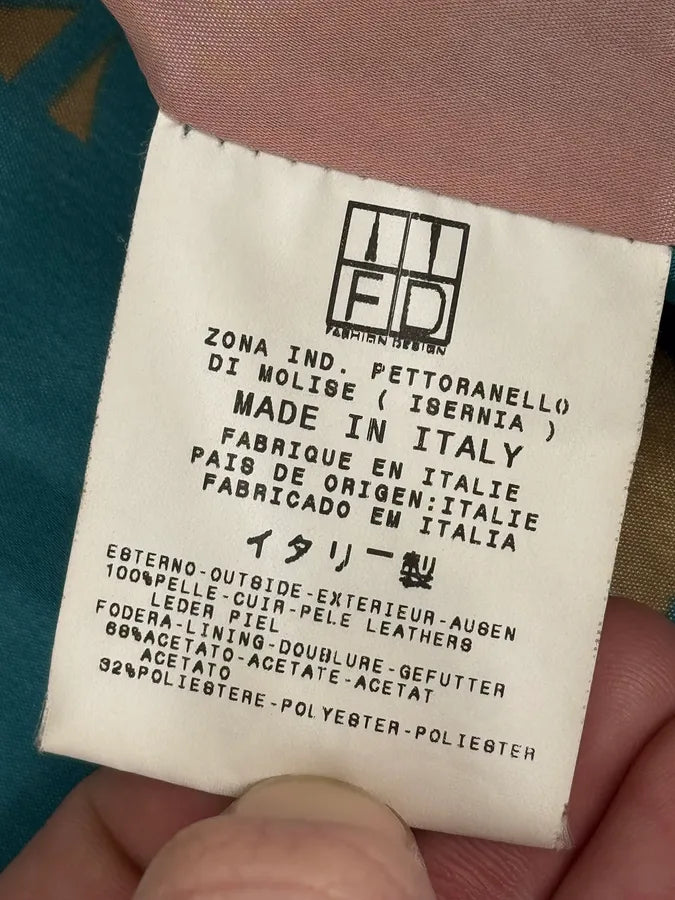 IT
FD
FASHION DESIGN
ZONA IND. PETTORANELLO
DI MOLISE ( ISERNIA )
MADE IN ITALY
FABRIQUE EN ITALIE
PAIS DE ORIGEN:ITALIE
FABRICADO EM ITALIA
イタリー製
ESTERNO-OUTSIDE-EXTERIEUR-AUSEN
100%PELLE-CUIR-PELE LEATHERS
LEDER PIEL
FODERA-LINING-DOUBLURE-GEFUTTER
68%ACETATO-ACETATE-ACETAT
ACETATO
32%POLIESTERE-POLYESTER-POLIESTER